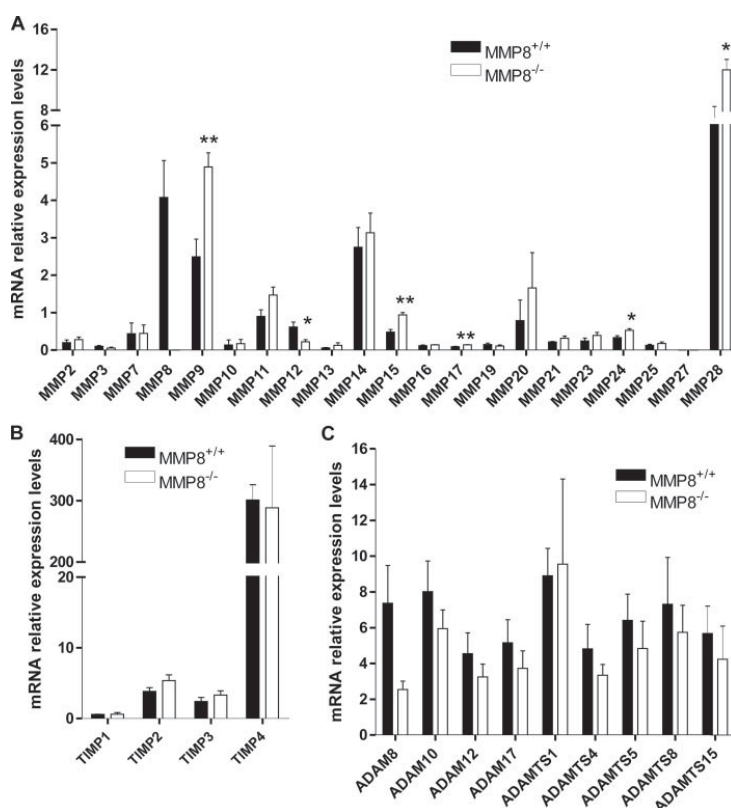 A
mRNA relative expression levels
16
12
8
6
5
4
3
2
1
0
MMP8+/+
MMP8-/-
**
*
**
**
*
*
MMP2
MMP3
MMP7
MMP8
MMP9
MMP10
MMP11
MMP12
MMP13
MMP14
MMP15
MMP16
MMP17
MMP19
MMP20
MMP21
MMP23
MMP24
MMP25
MMP27
MMP28
B
mRNA relative expression levels
400
300
200
20
10
0
MMP8+/+
MMP8-/-
TIMP1
TIMP2
TIMP3
TIMP4
C
mRNA relative expression levels
16
14
12
10
8
6
4
2
0
MMP8+/+
MMP8-/-
ADAM8
ADAM10
ADAM12
ADAM17
ADAMTS1
ADAMTS4
ADAMTS5
ADAMTS8
ADAMTS15